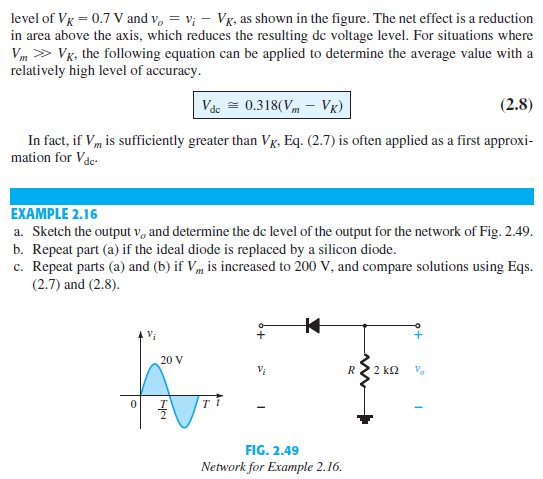 level of V_K = 0.7 V and v_o = v_i − V_K, as shown in the figure. The net effect is a reduction
in area above the axis, which reduces the resulting dc voltage level. For situations where
V_m ≫ V_K, the following equation can be applied to determine the average value with a
relatively high level of accuracy.
V_dc ≅ 0.318(V_m − V_K) (2.8)
In fact, if V_m is sufficiently greater than V_K, Eq. (2.7) is often applied as a first approxi-
mation for V_dc.
EXAMPLE 2.16
a. Sketch the output v_o and determine the dc level of the output for the network of Fig. 2.49.
b. Repeat part (a) if the ideal diode is replaced by a silicon diode.
c. Repeat parts (a) and (b) if V_m is increased to 200 V, and compare solutions using Eqs.
(2.7) and (2.8).
v_i
20 V
0
T/2
T
t
+
v_i
−
R
2 kΩ
+
v_o
−
FIG. 2.49
Network for Example 2.16.